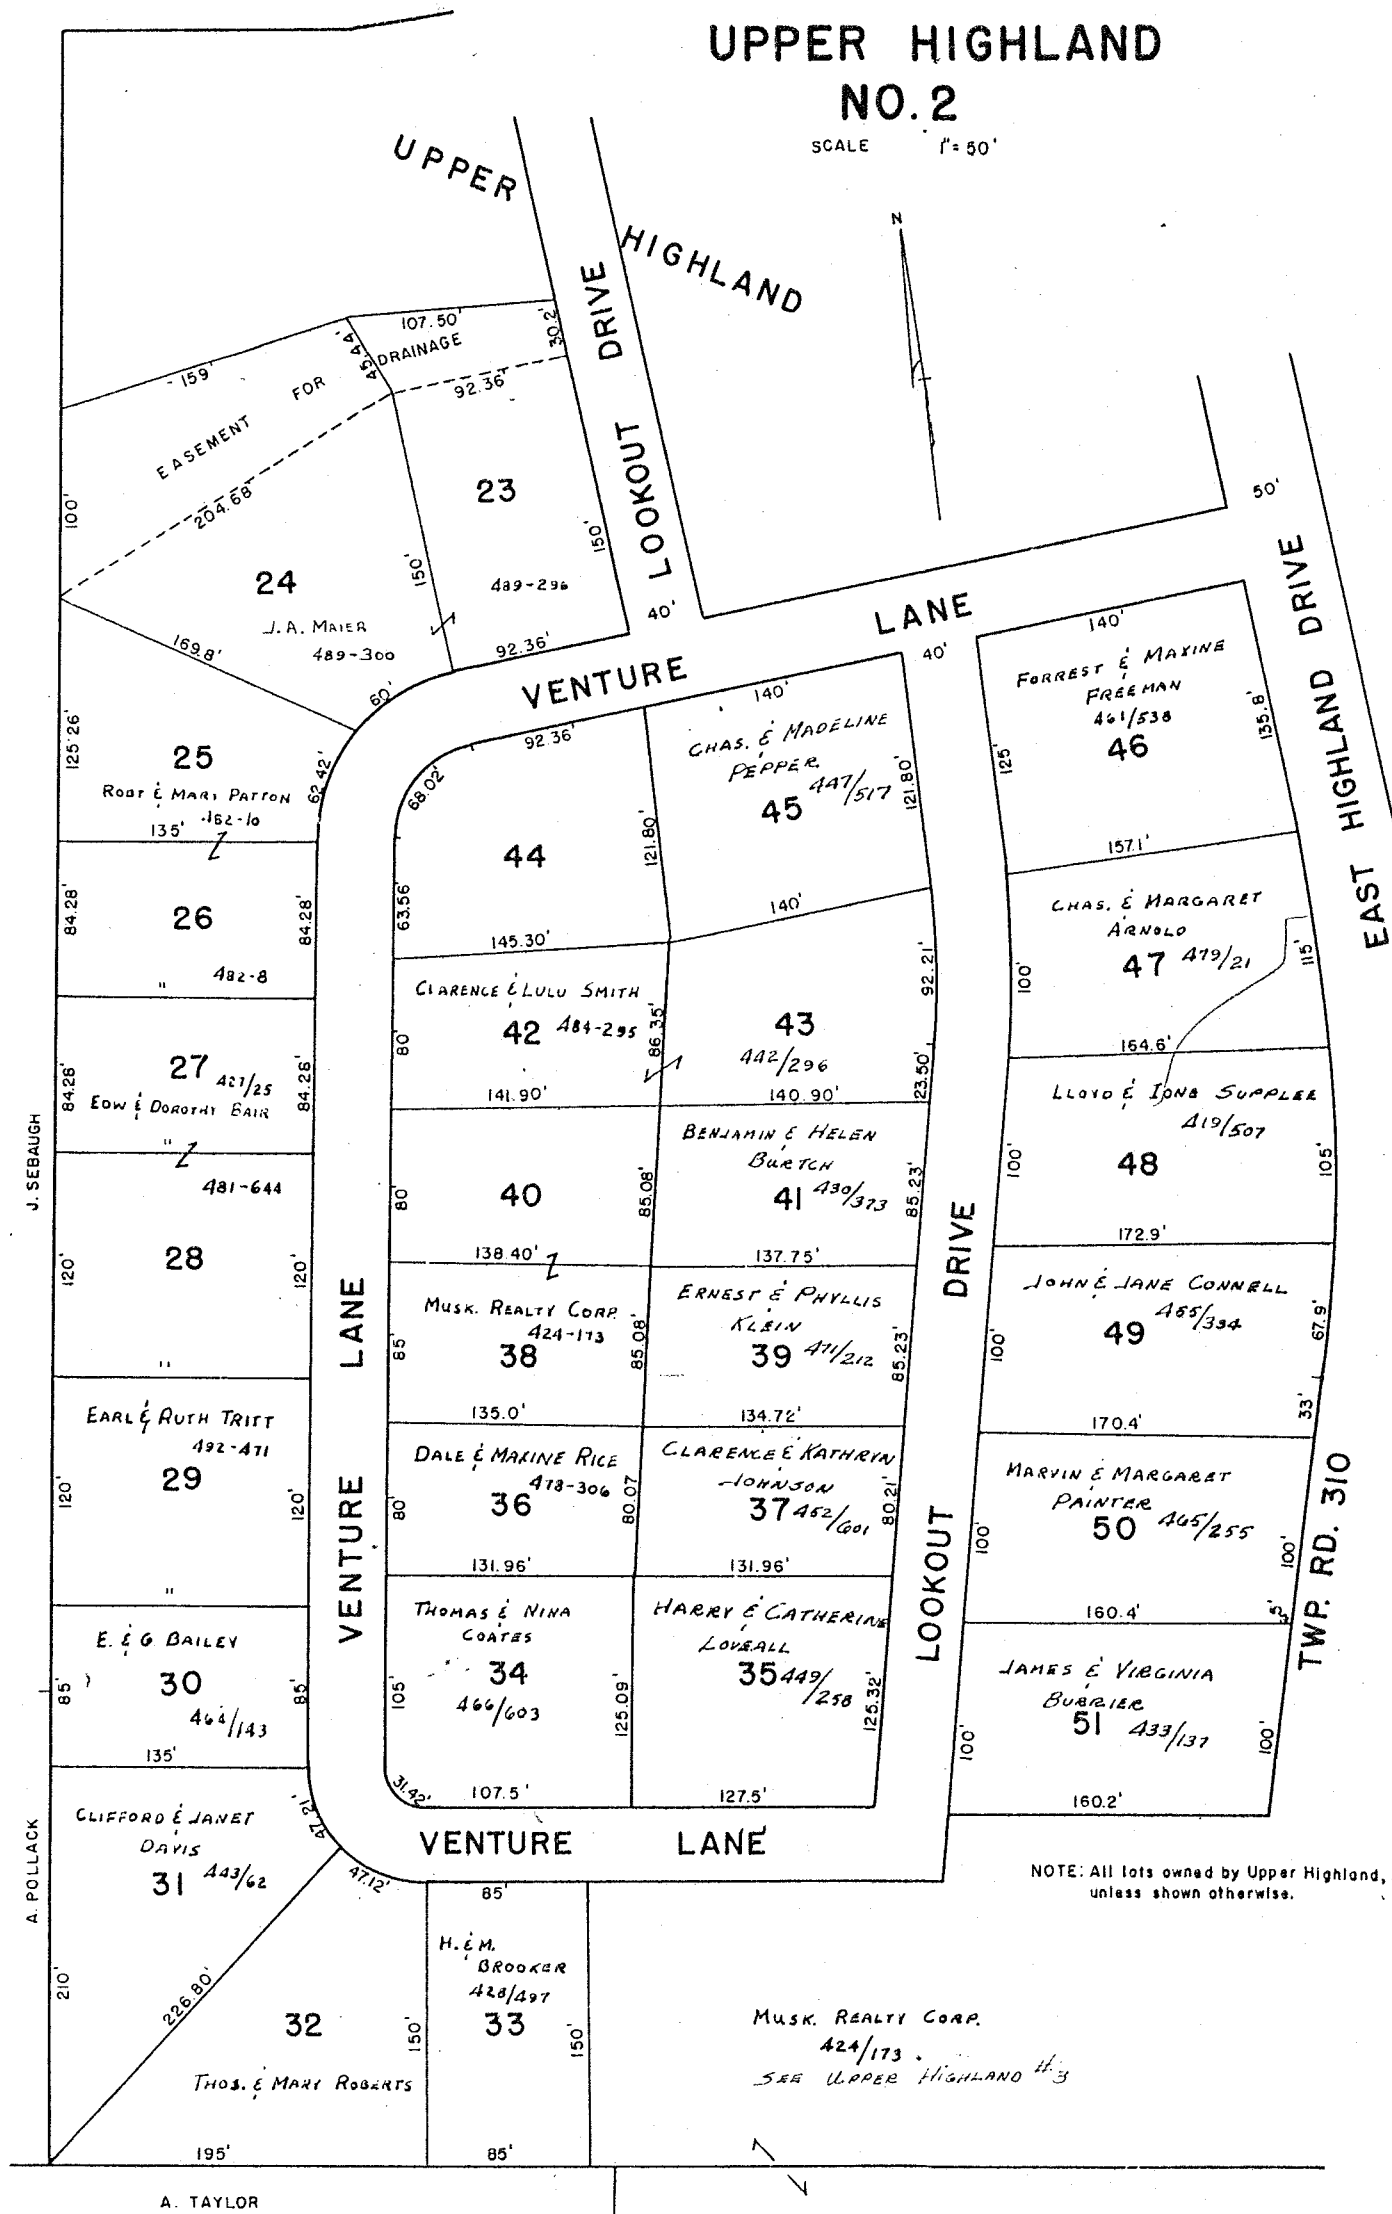 UPPER HIGHLAND
NO. 2
SCALE 1"= 50'
UPPER HIGHLAND
N
LOOKOUT DRIVE
107.50'
30.2'
45.44'
DRAINAGE
159'
FOR
92.36'
EASEMENT
100'
204.68'
23
150'
150'
50'
24
489-296
J.A. MAIER
489-300
40'
LANE
140'
169.8'
92.36'
40'
60'
VENTURE
EAST HIGHLAND DRIVE
FORREST & MAXINE
FREEMAN
461/538
46
125'
135.8'
157.1'
140'
92.36'
CHAS. & MADELINE
PEPPER
447/517
45
121.80'
121.80'
140'
68.02'
44
63.56'
145.30'
125.26'
25
62.42'
ROBT & MARY PATTON
482-10
135'
84.28'
26
84.28'
" 482-8
CHAS. & MARGARET
ARNOLD
47 479/21
100'
115'
164.6'
CLARENCE & LULU SMITH
42 484-295
80'
86.35'
141.90'
43
442/296
92.21'
23.50'
140.90'
27 427/25
84.28'
84.28'
EDW & DOROTHY BAIR
"
481-644
LLOYD & IONE SUPPLEE
419/507
48
100'
105'
172.9'
J. SEBAUGH
BENJAMIN & HELEN
BURTCH
41 430/373
85.23'
137.75'
40
80'
85.08'
138.40'
28
120'
120'
"
DRIVE
JOHN & JANE CONNELL
455/394
49
100'
67.9'
33'
170.4'
VENTURE LANE
MUSK. REALTY CORP.
424-173
38
85'
85.08'
135.0'
ERNEST & PHYLLIS
KLEIN
39 471/212
85.23'
134.72'
EARL & RUTH TRITT
492-471
29
120'
120'
"
DALE & MAXINE RICE
478-306
36
80'
80.07
131.96'
CLARENCE & KATHRYN
JOHNSON
37 452/601
80.21'
131.96'
LOOKOUT
MARVIN & MARGARET
PAINTER
50 465/255
100'
100'
160.4'
TWP. RD. 310
E. & G. BAILEY
30
464/143
85'
85'
135'
THOMAS & NINA
COATES
34
466/603
105'
125.09
31.42'
107.5'
HARRY & CATHERINE
LOVEALL
35 449/258
125.32'
127.5'
JAMES & VIRGINIA
BURRIER
51 433/137
100'
100'
160.2'
VENTURE LANE
CLIFFORD & JANET
DAVIS
31 443/62
47.21'
47.12'
A. POLLACK
210'
226.80'
85'
NOTE: All lots owned by Upper Highland,
unless shown otherwise.
H. & M.
BROOKER
428/497
33
150'
150'
32
THOS. & MARY ROBERTS
MUSK. REALTY CORP.
424/173
SEE UPPER HIGHLAND #3
195'
85'
A. TAYLOR